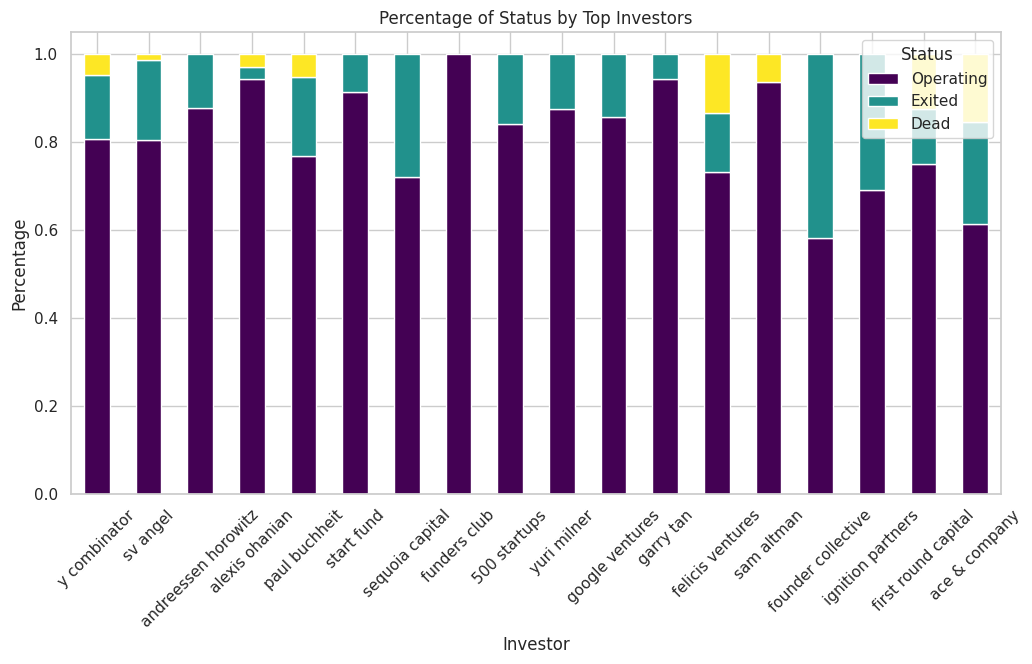 Percentage of Status by Top Investors
Status
Operating
Exited
Dead
Percentage
1.0
0.8
0.6
0.4
0.2
0.0
y combinator
sv angel
andreessen horowitz
alexis ohanian
paul buchheit
start fund
sequoia capital
funders club
500 startups
yuri milner
google ventures
garry tan
felicis ventures
sam altman
founder collective
ignition partners
first round capital
ace & company
Investor